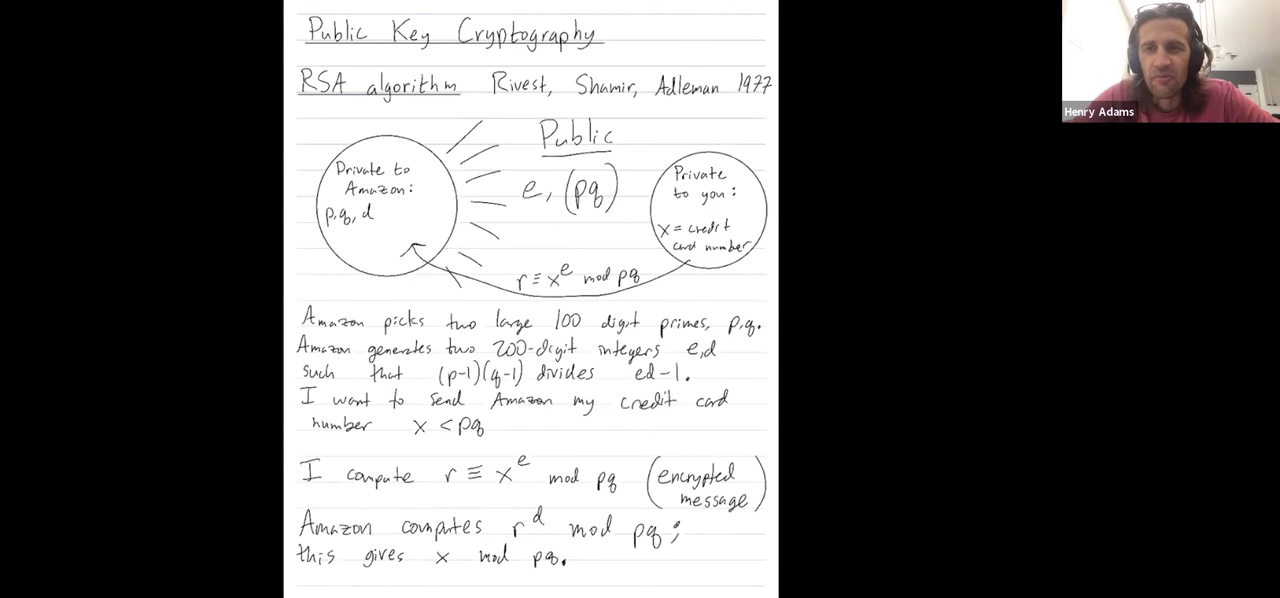 Public Key Cryptography
RSA algorithm Rivest, Shamir, Adleman 1977
Public
e, (pq)
Private to
Amazon:
p,q,d
Private
to you:
x = credit
card number
r ≡ x^e mod pq
Amazon picks two large 100 digit primes, p,q.
Amazon generates two 200-digit integers e,d
such that (p-1)(q-1) divides ed-1.
I want to send Amazon my credit card
number x < pq
I compute r ≡ x^e mod pq (encrypted
message)
Amazon computes r^d mod pq;
this gives x mod pq.
Henry Adams